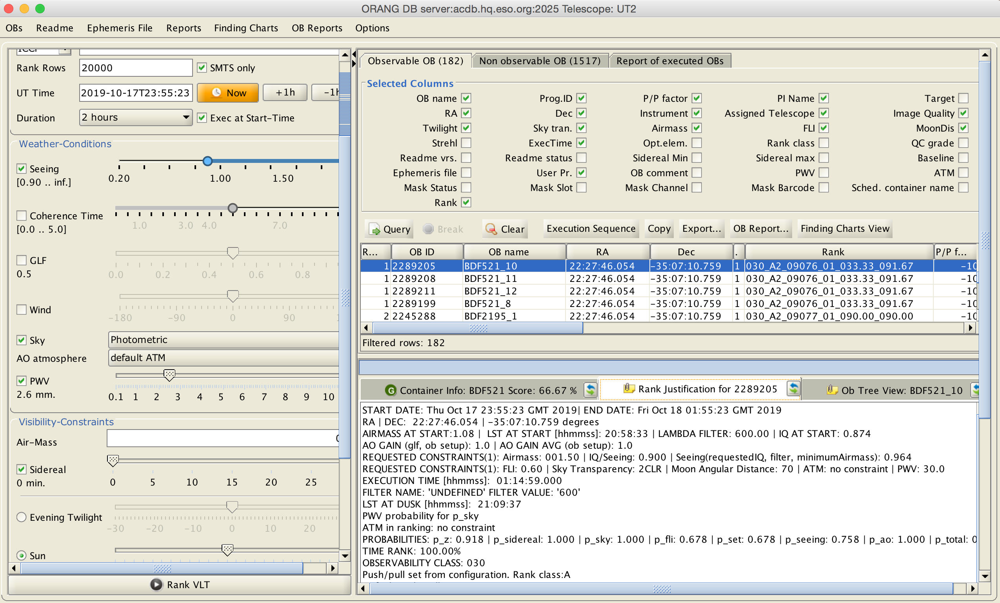 ORANG DB server:acdb.hq.eso.org:2025 Telescope: UT2
OBs Readme Ephemeris File Reports Finding Charts OB Reports Options
Rank Rows 20000 SMTS only
UT Time 2019-10-17T23:55:23 Now +1h -1h
Duration 2 hours Exec at Start-Time
Weather-Conditions
Seeing
[0.90 .. inf.] 0.20 1.00 1.50
Coherence Time
[0.0 .. 5.0] 1.0 3.0 4.0 7.0
GLF
0.5 0.0 0.2 0.4 0.6 0.8
Wind
-180 -90 0 90
Sky Photometric
AO atmosphere default ATM
PWV
2.6 mm. 0.1 1 2 3 4 5 6 7 8 9 10
Visibility-Constraints
Air-Mass
Sidereal
0 min. 0 5 10 15 20 25
Evening Twilight
-30 -20 -10 0 10 20
Sun
Rank VLT
Observable OB (182) Non observable OB (1517) Report of executed OBs
Selected Columns
OB name Prog.ID P/P factor PI Name Target
RA Dec Instrument Assigned Telescope Image Quality
Twilight Sky tran. Airmass FLI MoonDis
Strehl ExecTime Opt.elem. Rank class QC grade
Readme vrs. Readme status Sidereal Min Sidereal max Baseline
Ephemeris file User Pr. OB comment PWV ATM
Mask Status Mask Slot Mask Channel Mask Barcode Sched. container name
Rank
Query Break Clear Execution Sequence Copy Export... OB Report... Finding Charts View
R... OB ID OB name RA Dec . Rank P/P f...
1 2289205 BDF521_10 22:27:46.054 -35:07:10.759 1 030_A2_09076_01_033.33_091.67 -10
1 2289208 BDF521_11 22:27:46.054 -35:07:10.759 1 030_A2_09076_01_033.33_091.67 -10
1 2289211 BDF521_12 22:27:46.054 -35:07:10.759 1 030_A2_09076_01_033.33_091.67 -10
1 2289199 BDF521_8 22:27:46.054 -35:07:10.759 1 030_A2_09076_01_033.33_091.67 -10
2 2245288 BDF2195_1 22:27:46.054 -35:07:10.759 1 030_A2_09077_01_090.00_090.00 -10
Filtered rows: 182
Container Info: BDF521 Score: 66.67 % Rank Justification for 2289205 Ob Tree View: BDF521_10
START DATE: Thu Oct 17 23:55:23 GMT 2019| END DATE: Fri Oct 18 01:55:23 GMT 2019
RA | DEC: 22:27:46.054 | -35:07:10.759 degrees
AIRMASS AT START:1.08 | LST AT START [hhmmss]: 20:58:33 | LAMBDA FILTER: 600.00 | IQ AT START: 0.874
AO GAIN (glf, ob setup): 1.0 | AO GAIN AVG (ob setup): 1.0
REQUESTED CONSTRAINTS(1): Airmass: 001.50 | IQ/Seeing: 0.900 | Seeing(requestedIQ, filter, minimumAirmass): 0.964
REQUESTED CONSTRAINTS(1): FLI: 0.60 | Sky Transparency: 2CLR | Moon Angular Distance: 70 | ATM: no constraint | PWV: 30.0
EXECUTION TIME [hhmmss]: 01:14:59.000
FILTER NAME: 'UNDEFINED' FILTER VALUE: '600'
LST AT DUSK [hhmmss]: 21:09:37
PWV probability for p_sky
ATM in ranking: no constraint
PROBABILITIES: p_z: 0.918 | p_sidereal: 1.000 | p_sky: 1.000 | p_fli: 0.678 | p_set: 0.678 | p_seeing: 0.758 | p_ao: 1.000 | p_total: 0
TIME RANK: 100.00%
OBSERVABILITY CLASS: 030
Push/pull set from configuration. Rank class:A